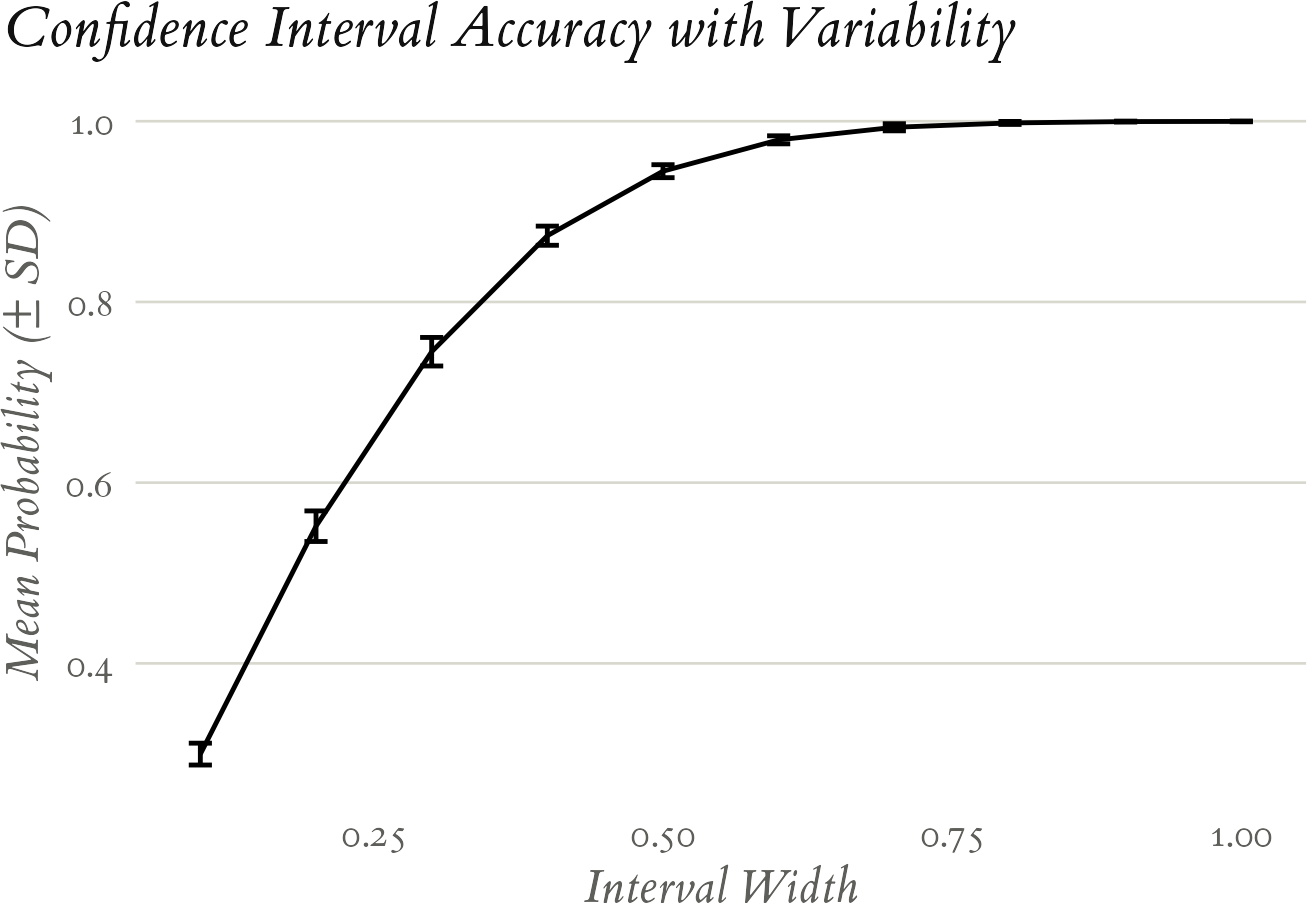 Confidence Interval Accuracy with Variability
Mean Probability (± SD)
1.0
0.8
0.6
0.4
0.25 0.50 0.75 1.00
Interval Width